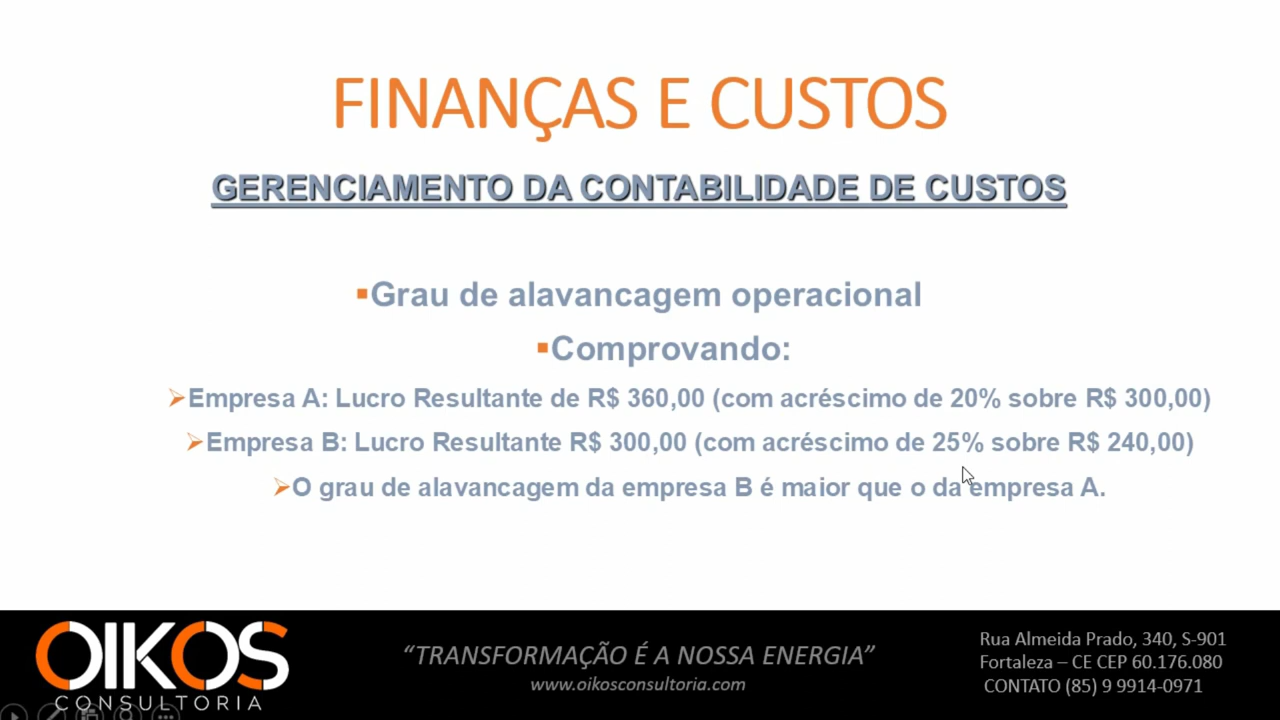 FINANÇAS E CUSTOS
GERENCIAMENTO DA CONTABILIDADE DE CUSTOS
▪Grau de alavancagem operacional
▪Comprovando:
➢Empresa A: Lucro Resultante de R$ 360,00 (com acréscimo de 20% sobre R$ 300,00)
➢Empresa B: Lucro Resultante R$ 300,00 (com acréscimo de 25% sobre R$ 240,00)
➢O grau de alavancagem da empresa B é maior que o da empresa A.
OIKOS
CONSULTORIA
“TRANSFORMAÇÃO É A NOSSA ENERGIA”
www.oikosconsultoria.com
Rua Almeida Prado, 340, S-901
Fortaleza – CE CEP 60.176.080
CONTATO (85) 9 9914-0971